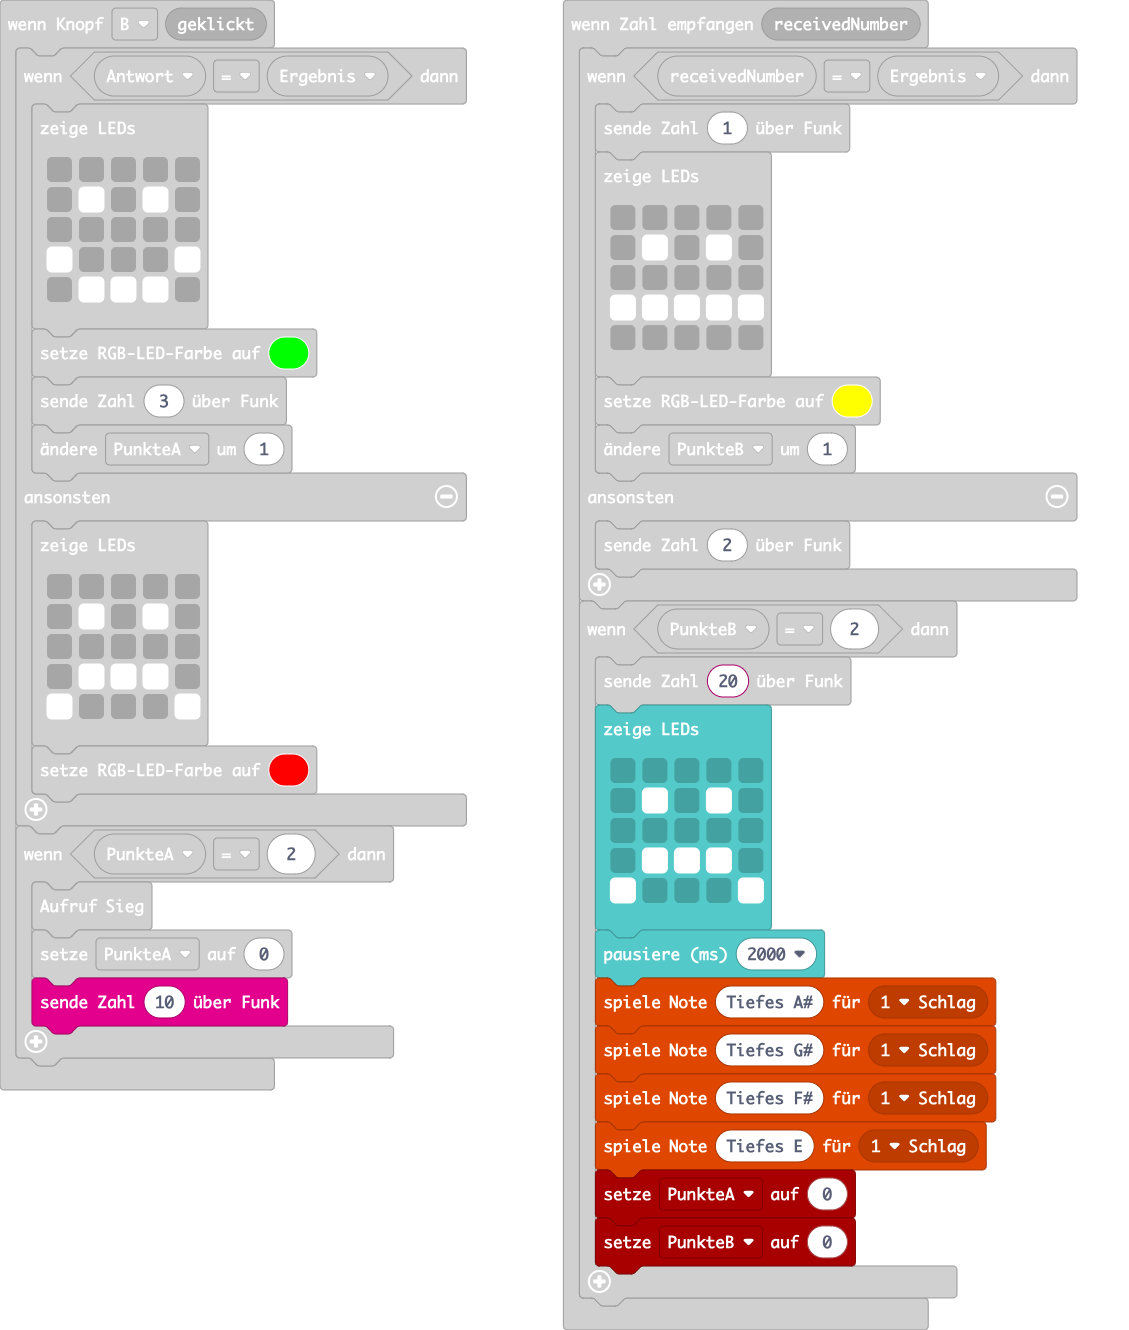 wenn Knopf B geklickt
wenn Antwort = Ergebnis dann
zeige LEDs
setze RGB-LED-Farbe auf
sende Zahl 3 über Funk
ändere PunkteA um 1
ansonsten
zeige LEDs
setze RGB-LED-Farbe auf
wenn PunkteA = 2 dann
Aufruf Sieg
setze PunkteA auf 0
sende Zahl 10 über Funk
wenn Zahl empfangen receivedNumber
wenn receivedNumber = Ergebnis dann
sende Zahl 1 über Funk
zeige LEDs
setze RGB-LED-Farbe auf
ändere PunkteB um 1
ansonsten
sende Zahl 2 über Funk
wenn PunkteB = 2 dann
sende Zahl 20 über Funk
zeige LEDs
pausiere (ms) 2000
spiele Note Tiefes A# für 1 Schlag
spiele Note Tiefes G# für 1 Schlag
spiele Note Tiefes F# für 1 Schlag
spiele Note Tiefes E für 1 Schlag
setze PunkteA auf 0
setze PunkteB auf 0